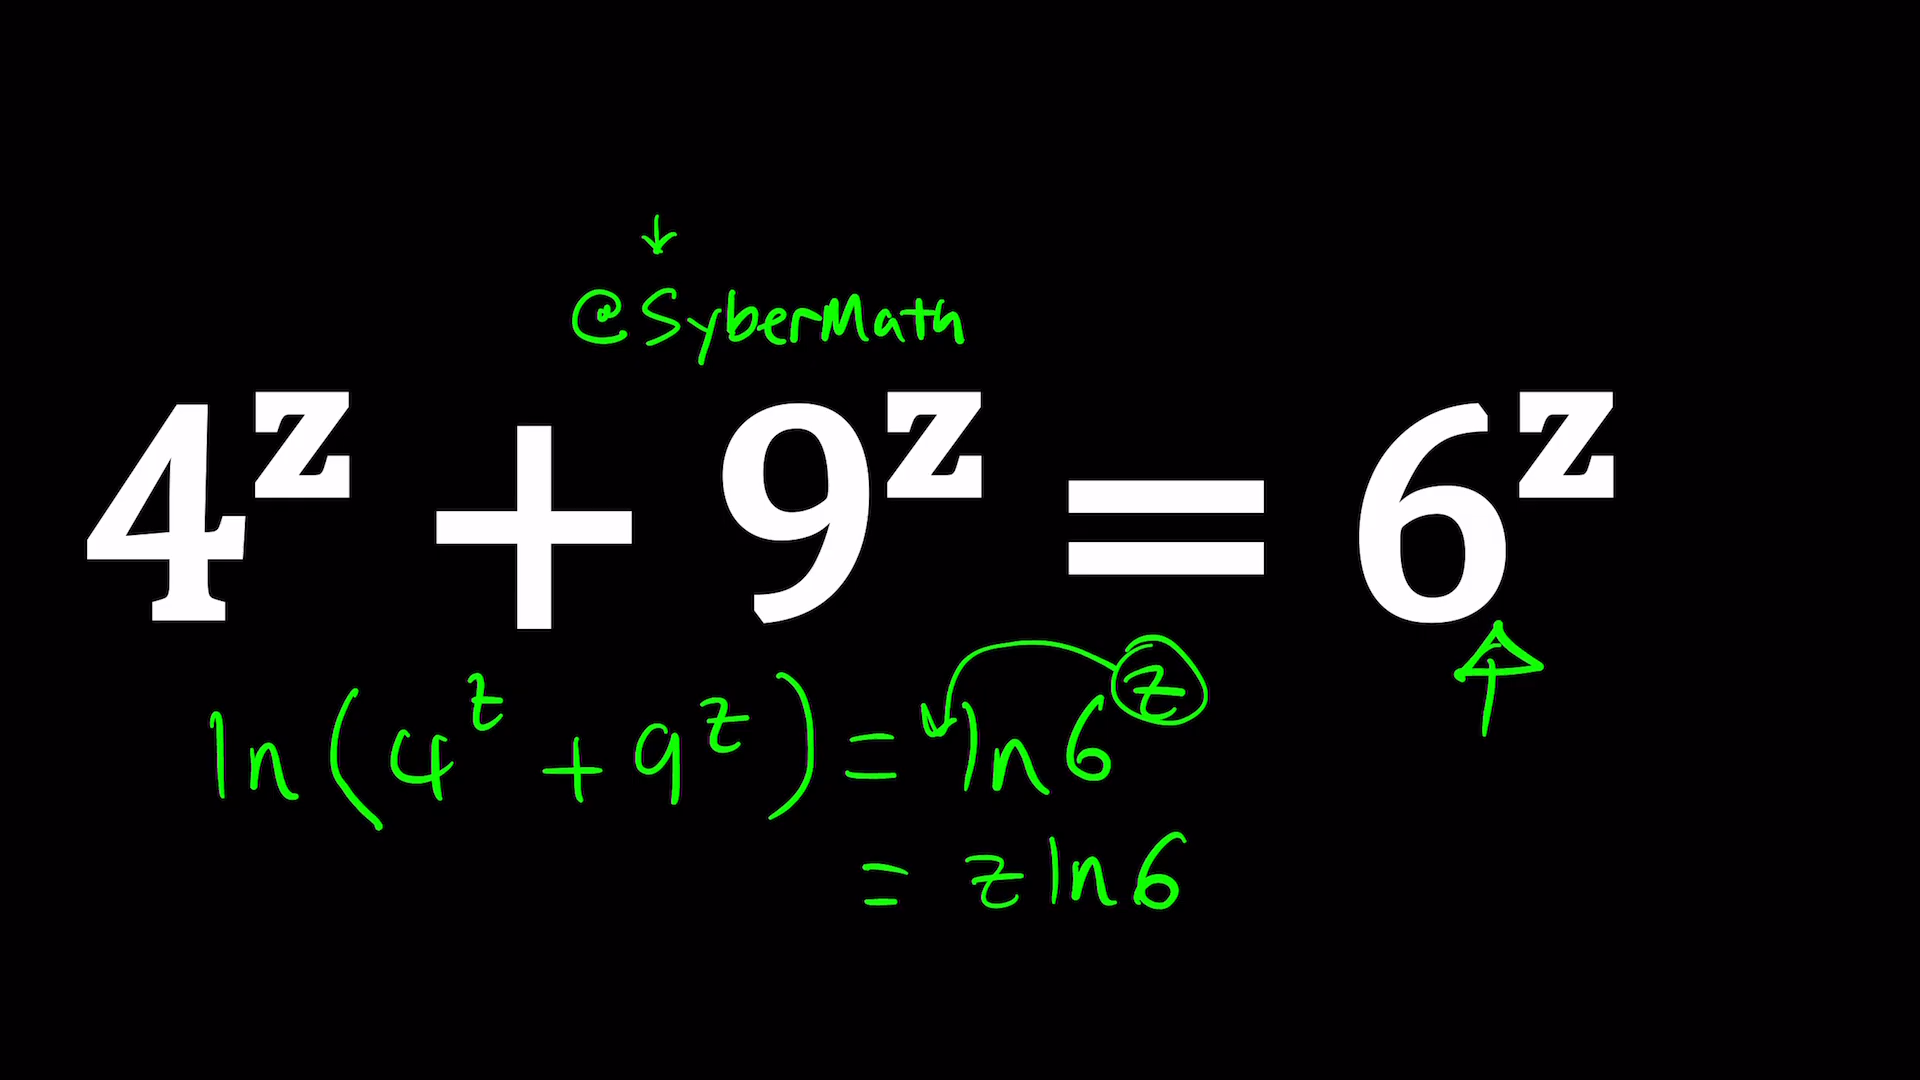 @SyberMath
4^z + 9^z = 6^z
ln(4^z + 9^z) = ln6^z
= z ln6